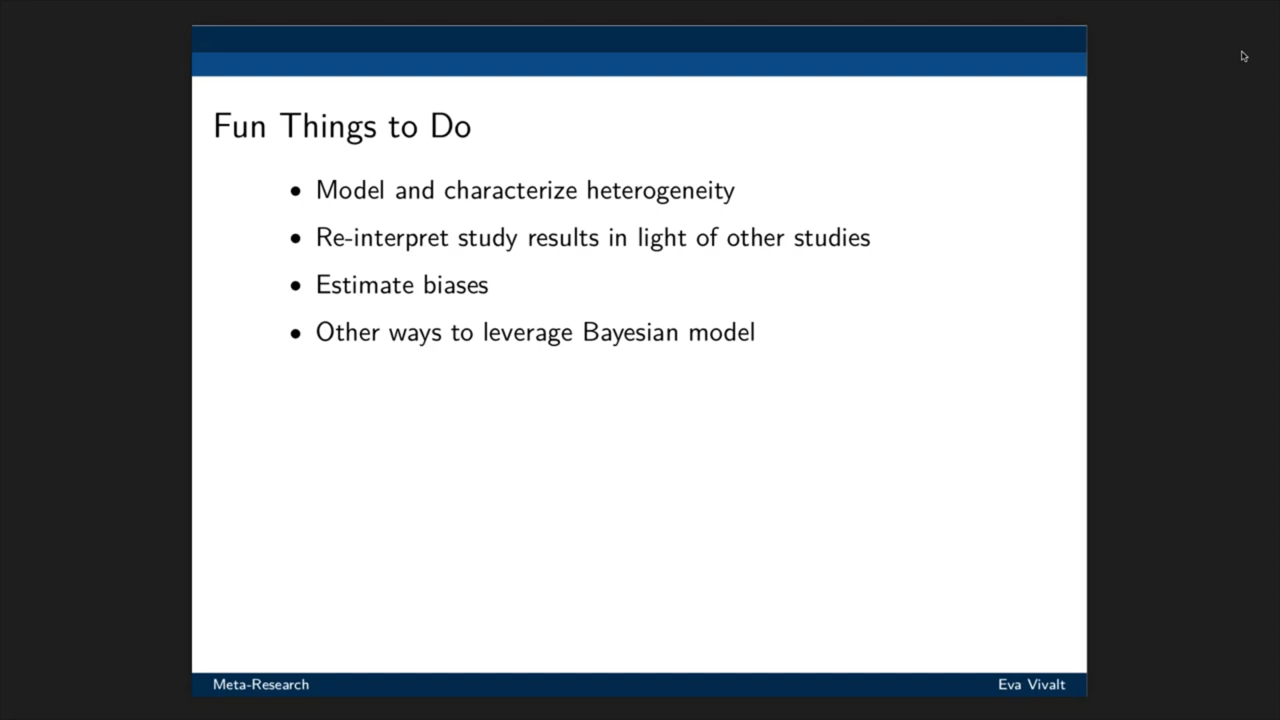 Fun Things to Do
• Model and characterize heterogeneity
• Re-interpret study results in light of other studies
• Estimate biases
• Other ways to leverage Bayesian model
Meta-Research
Eva Vivalt